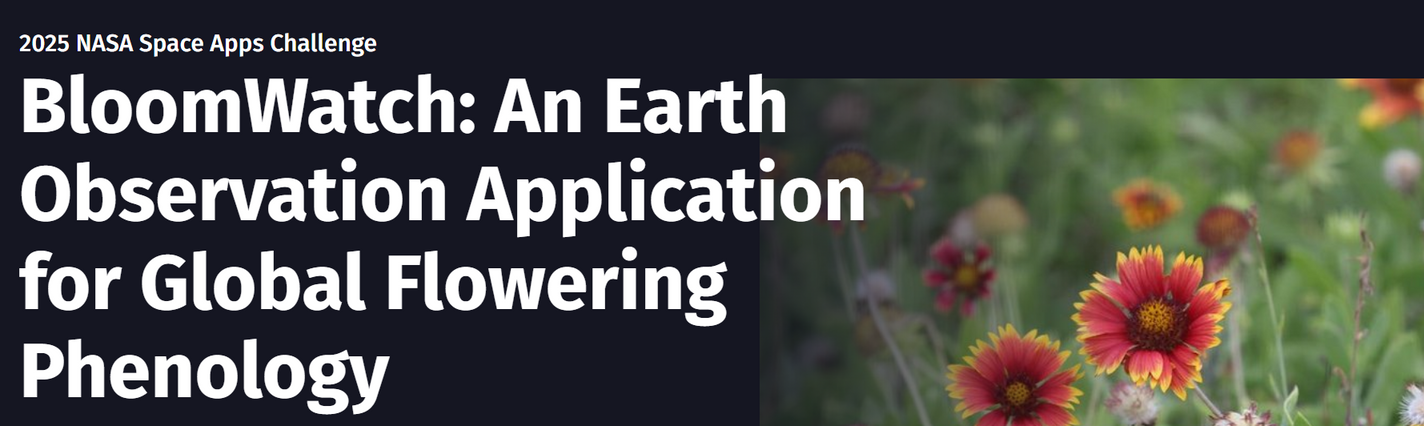 2025 NASA Space Apps Challenge
BloomWatch: An Earth
Observation Application
for Global Flowering
Phenology